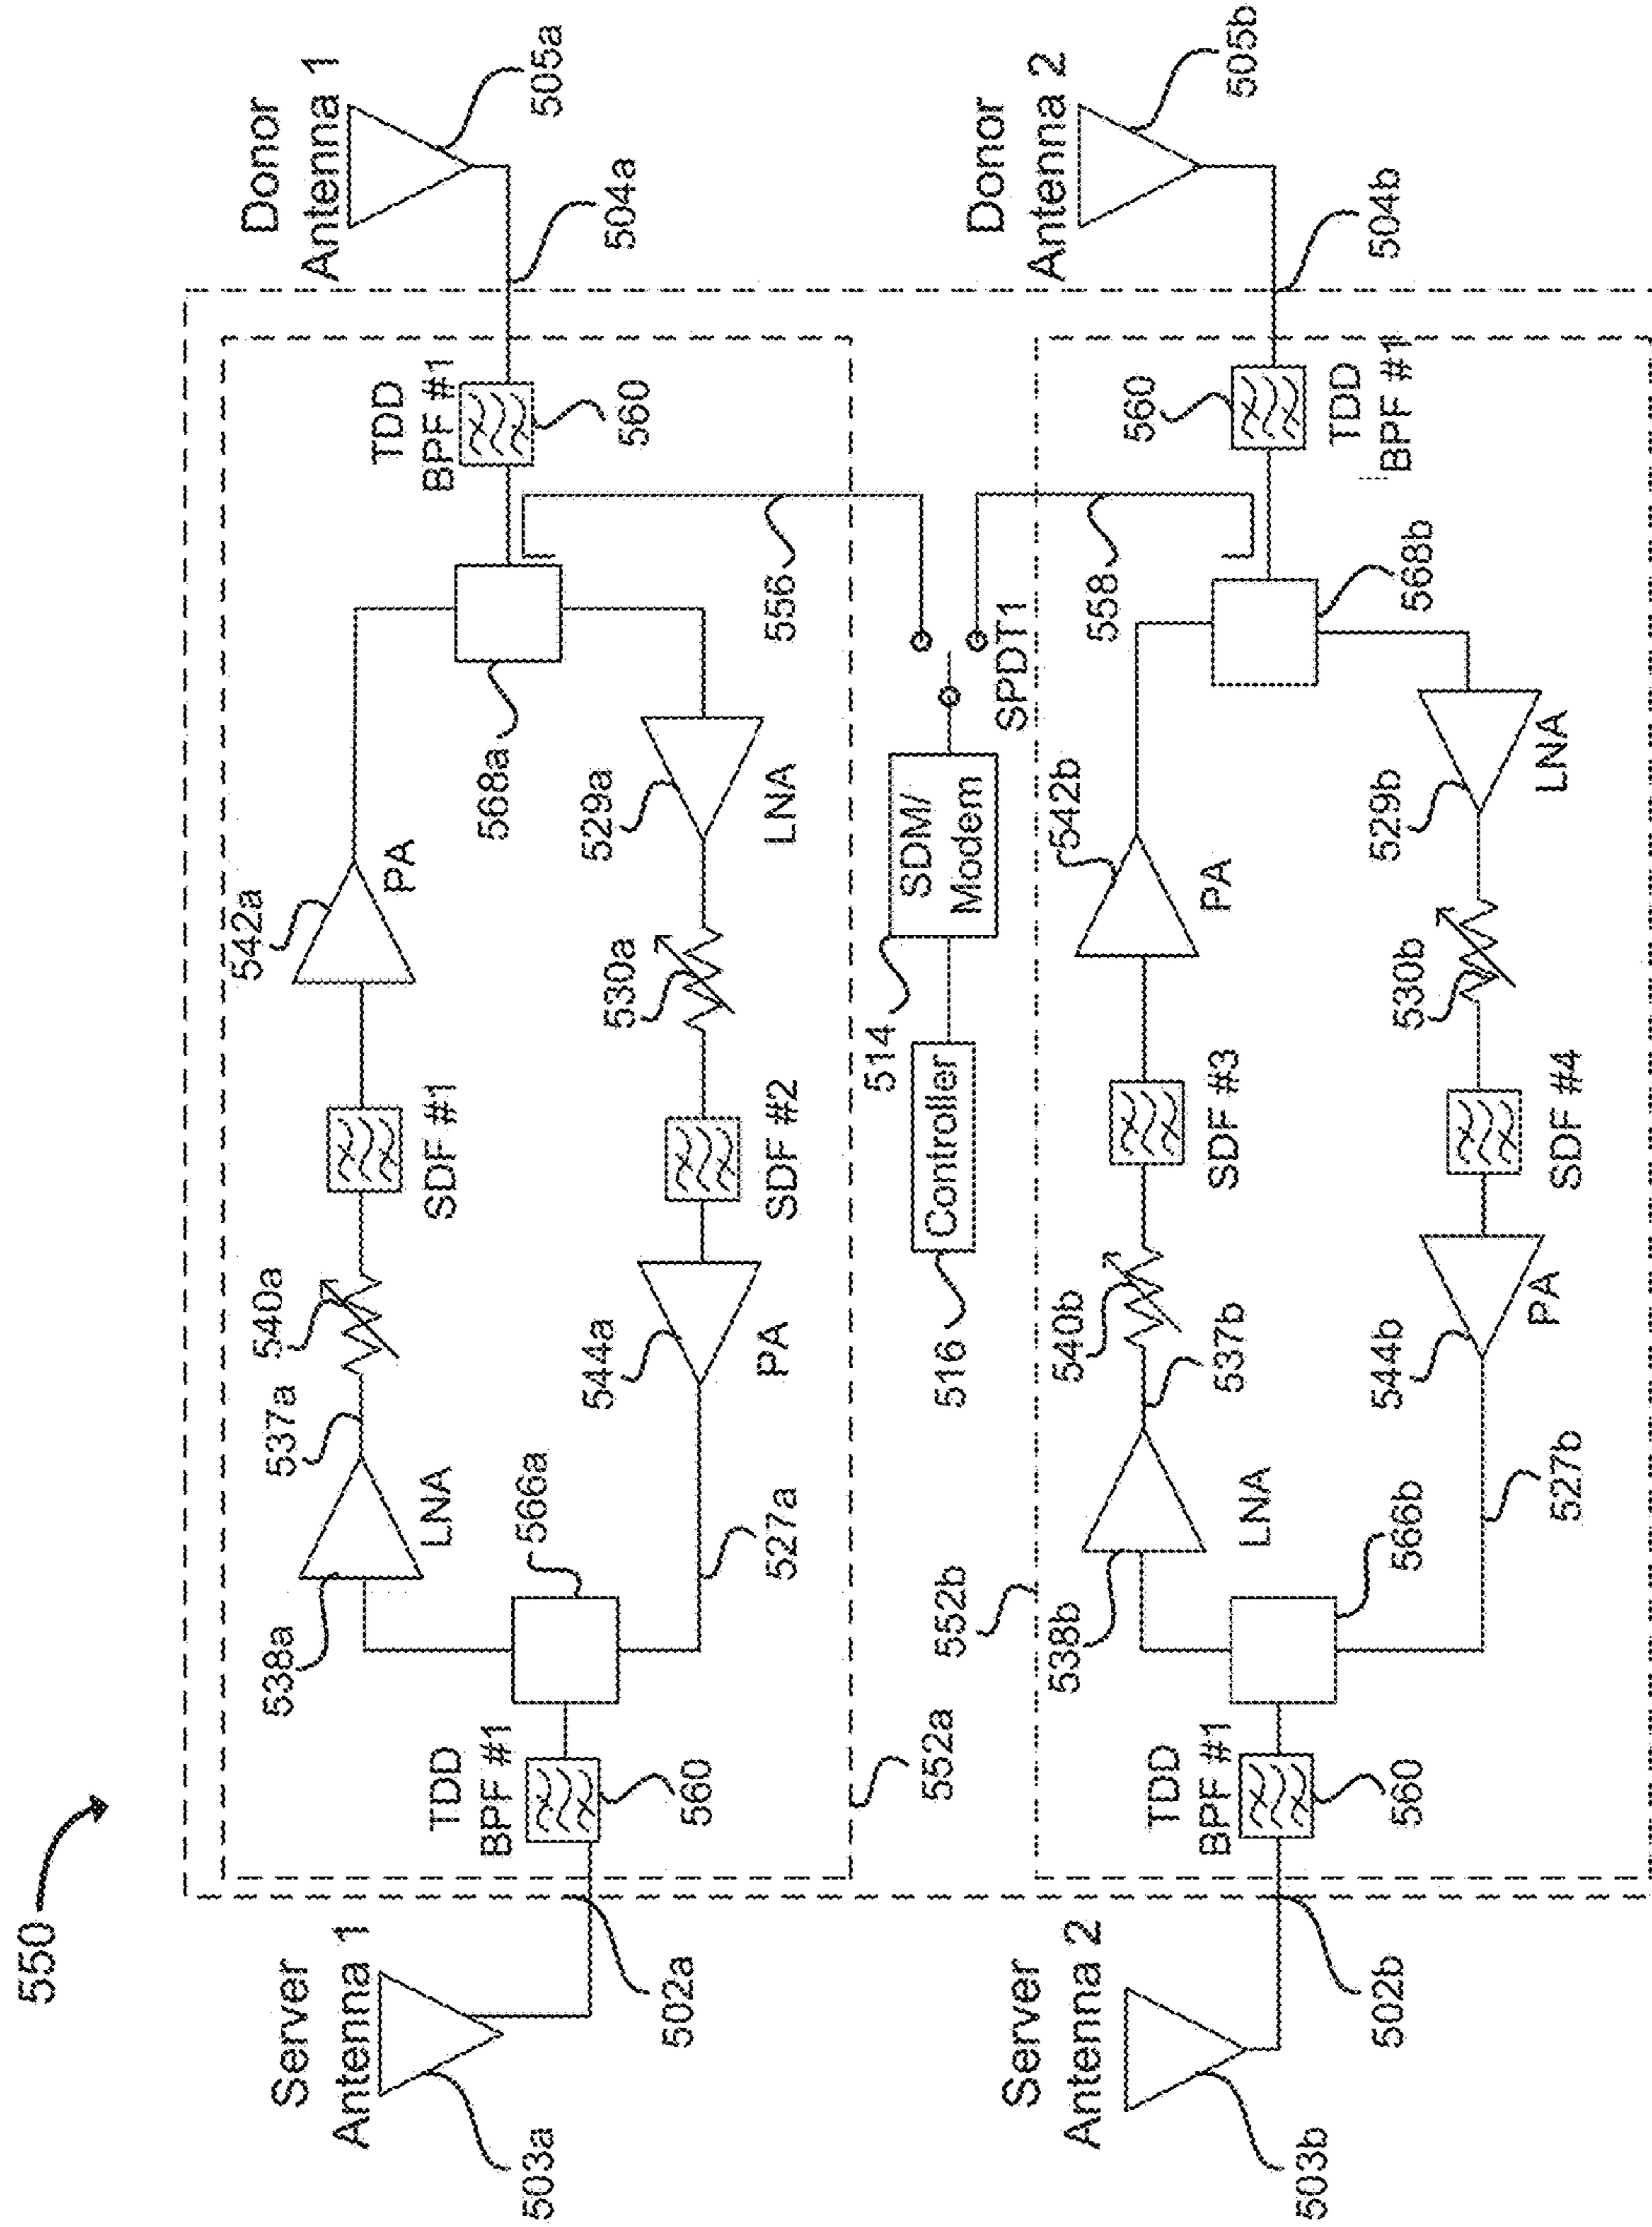 550
Server
Antenna 1
503a
502a
Donor
Antenna 1
505a
504a
TDD
BPF #1
560
566a
538a
LNA
537a
540a
SDF #1
542a
PA
568a
TDD
BPF #1
560
529a
LNA
530a
SDF #2
544a
PA
527a
552a
556
514
SDM/
Modem
SPDT1
516
Controller
558
552b
Server
Antenna 2
503b
502b
Donor
Antenna 2
505b
504b
TDD
BPF #1
560
566b
538b
LNA
537b
540b
SDF #3
542b
PA
568b
560
TDD
BPF #1
529b
LNA
530b
SDF #4
544b
PA
527b